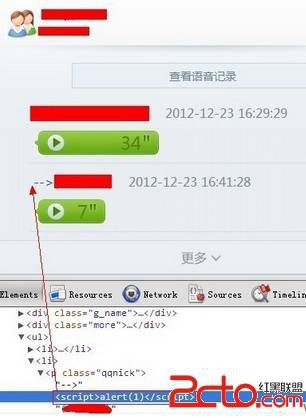 查看语音记录
2012-12-23 16:29:29
34"
--> 2012-12-23 16:41:28
7"
更多
Elements Resources Network Sources Timelin
▶<div class="g_name">…</div>
▶<div class="more">…</div>
▼<ul>
▶<li>…</li>
▼<li>
▼<p class="qqnick">
"-->"
<script>alert(1)</script>
红黑联盟
2cto.com